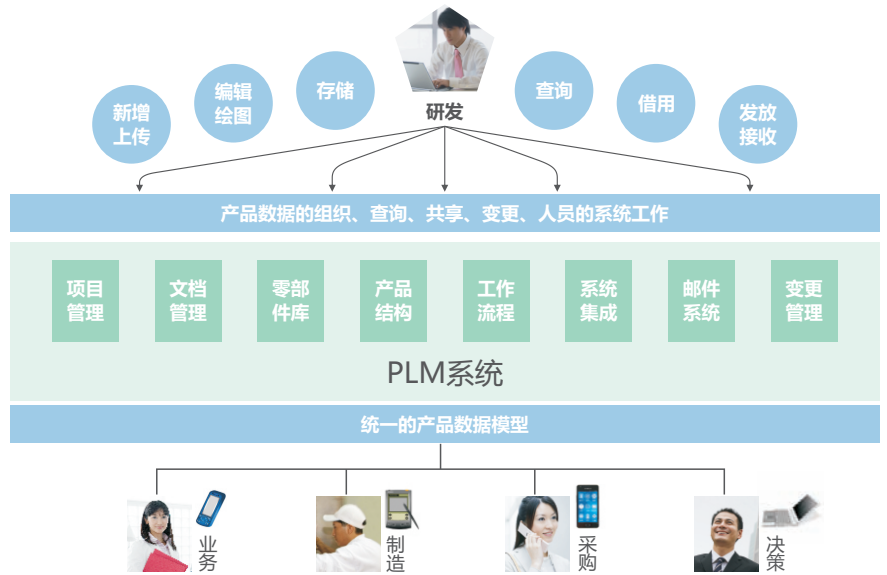 新增
上传
编辑
绘图
存储
研发
查询
借用
发放
接收
产品数据的组织、查询、共享、变更、人员的系统工作
项目
管理
文档
管理
零部
件库
产品
结构
工作
流程
系统
集成
邮件
系统
变更
管理
PLM系统
统一的产品数据模型
业务
制造
采购
决策